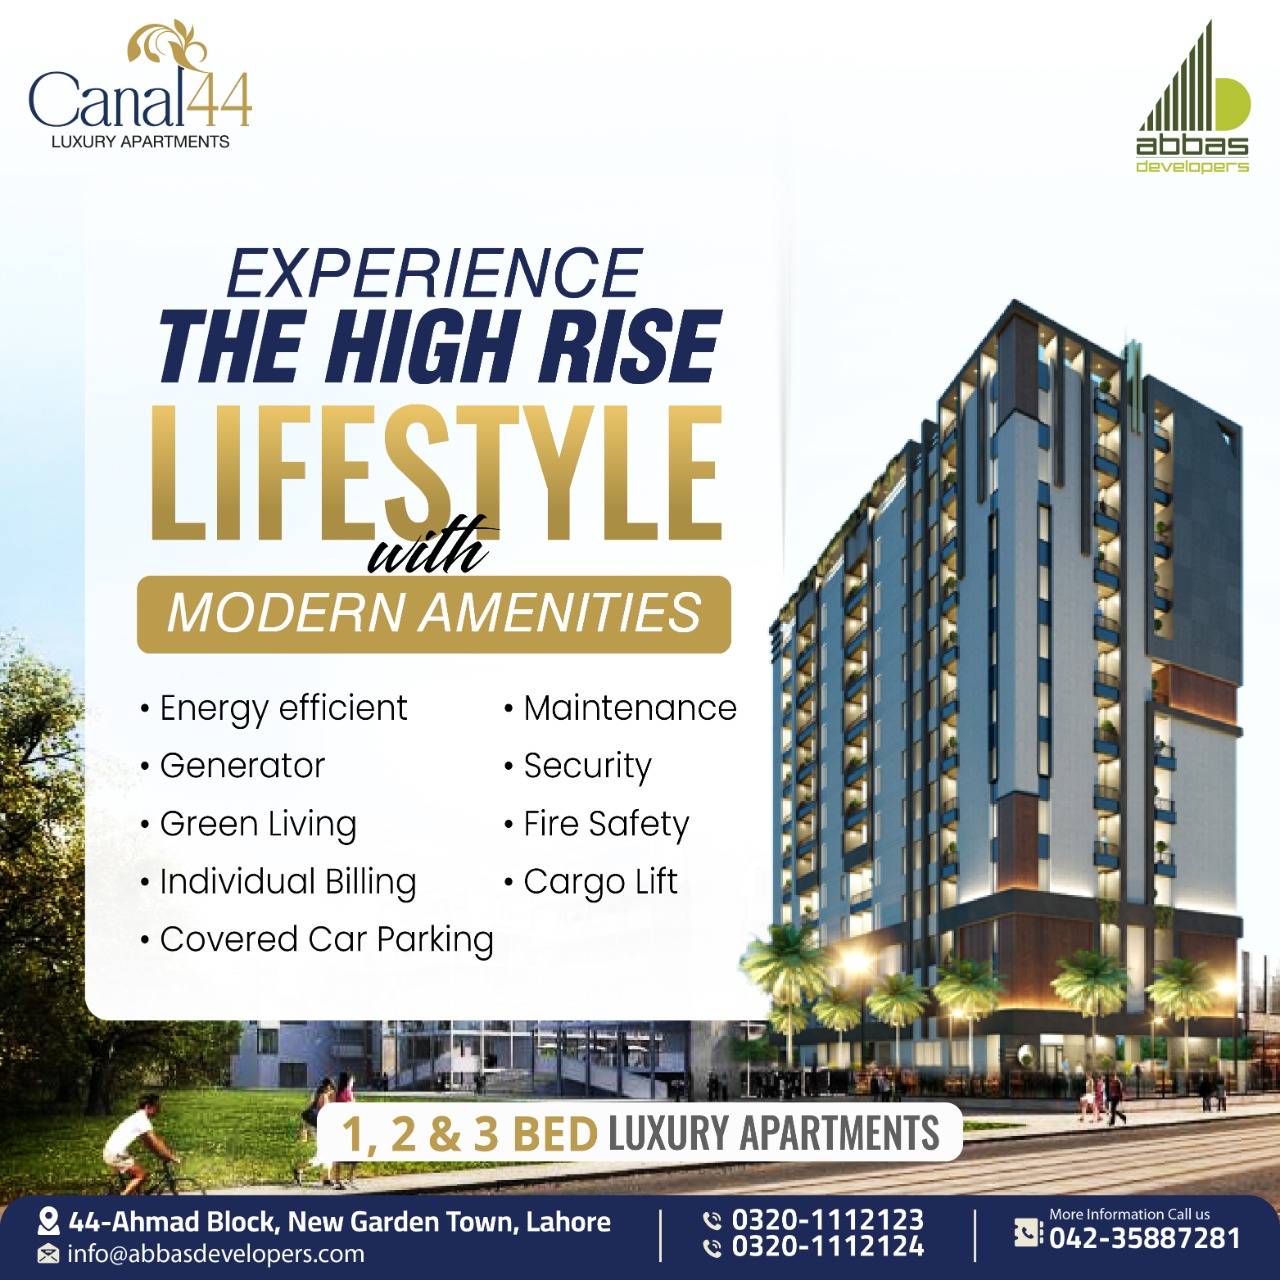 Canal44
LUXURY APARTMENTS
abbas
developers
EXPERIENCE
THE HIGH RISE
LIFESTYLE
with
MODERN AMENITIES
• Energy efficient
• Generator
• Green Living
• Individual Billing
• Covered Car Parking
• Maintenance
• Security
• Fire Safety
• Cargo Lift
1, 2 & 3 BED LUXURY APARTMENTS
44-Ahmad Block, New Garden Town, Lahore
info@abbasdevelopers.com
0320-1112123
0320-1112124
More Information Call us
042-35887281